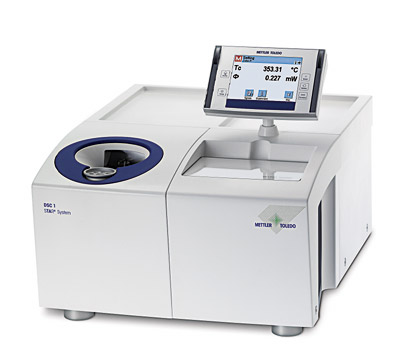 METTLER TOLEDO
Tc 353.31 °C
Φ 0.227 mW
DSC 1
STARe System
METTLER TOLEDO